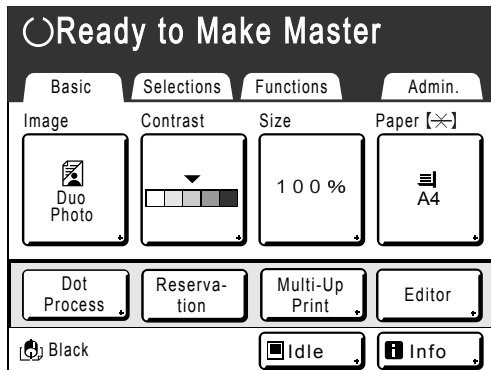 Ready to Make Master
Basic Selections Functions Admin.
Image Contrast Size Paper
Duo
Photo
100%
A4
Dot
Process
Reserva-
tion
Multi-Up
Print
Editor
Black Idle Info